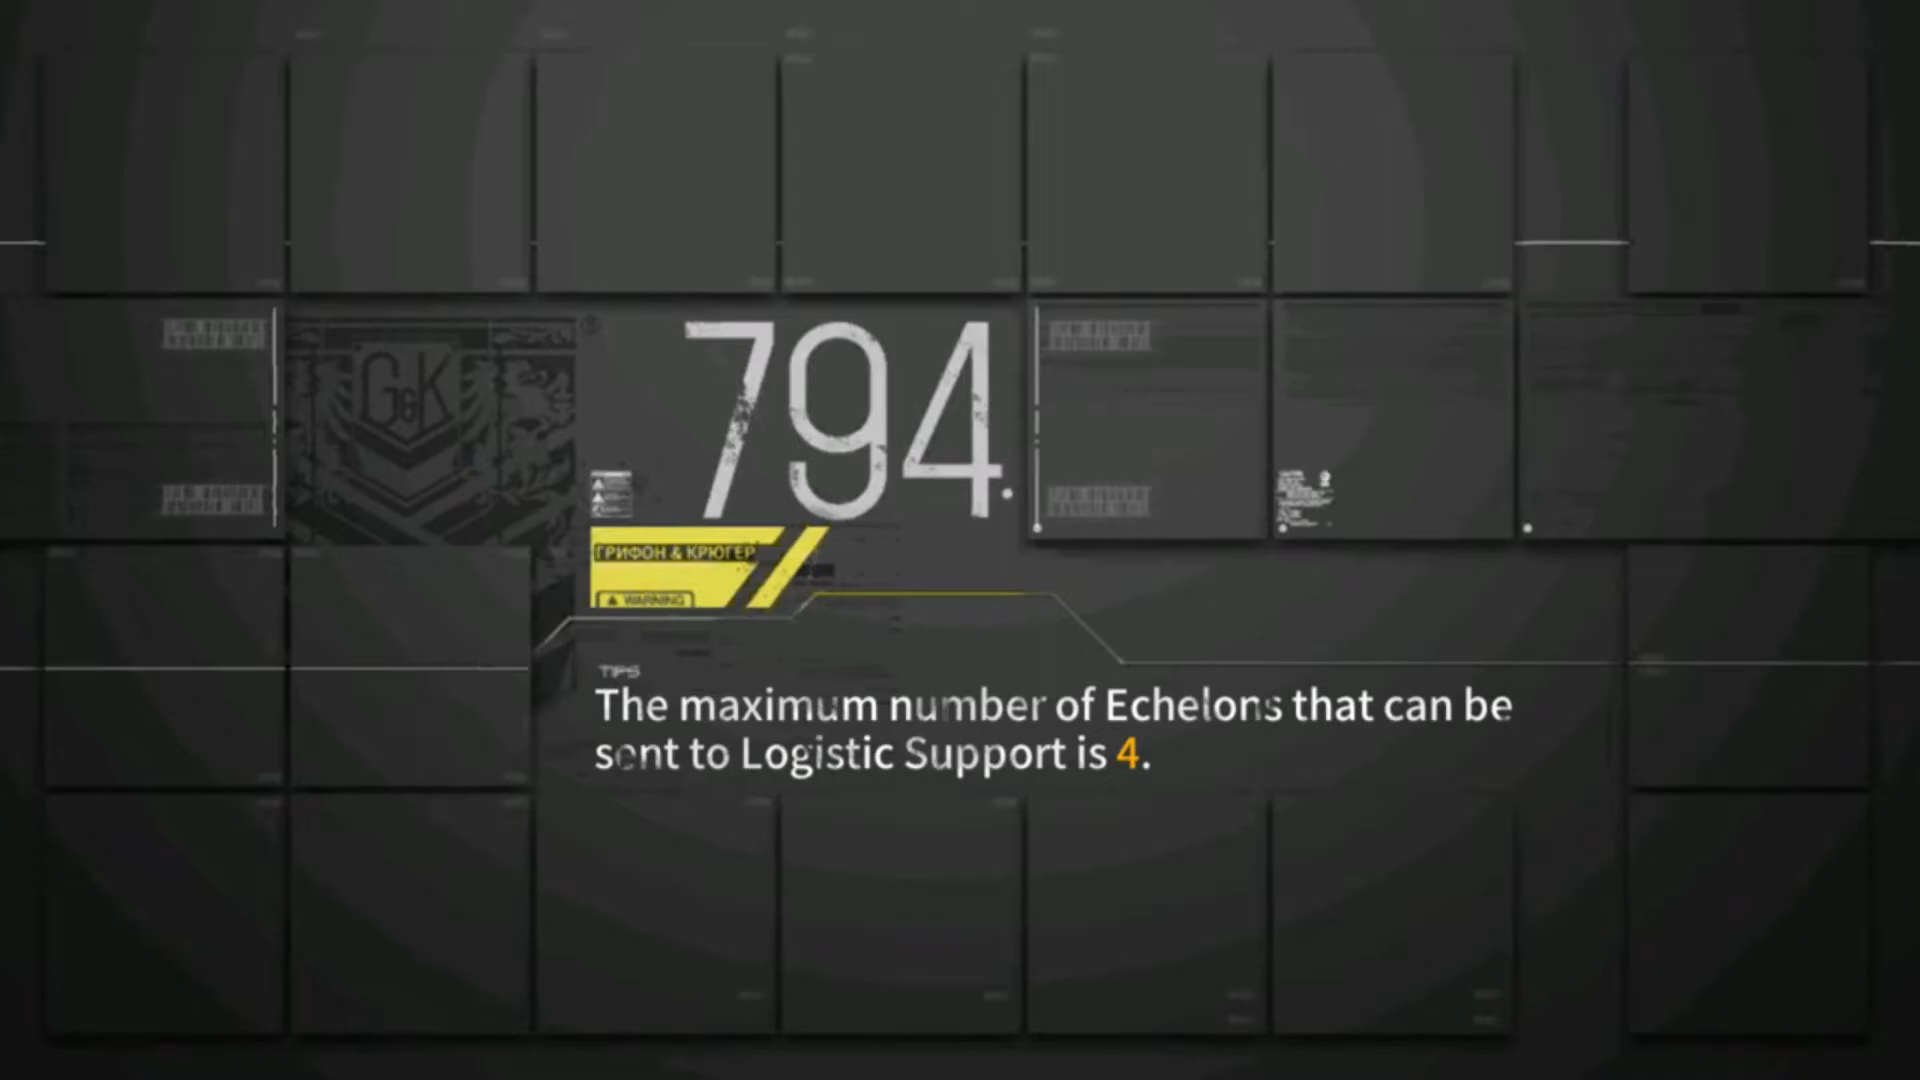 G&K
794.
ГРИФОН & КРЮГЕР
WARNING
TIPS
The maximum number of Echelons that can be
sent to Logistic Support is 4.